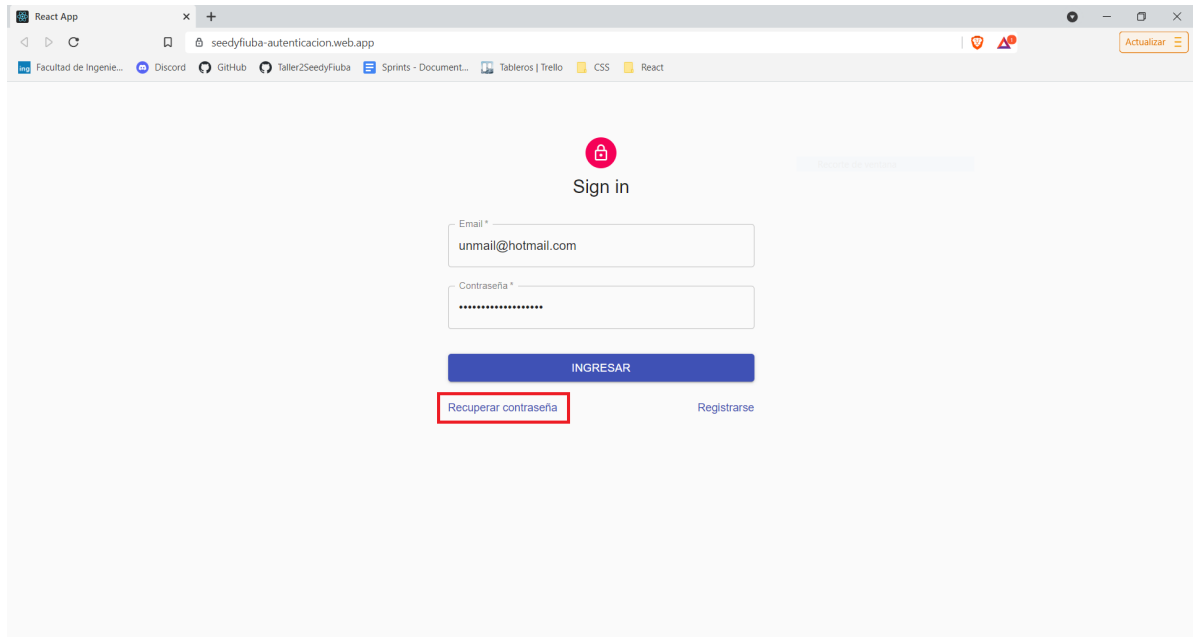 React App
seedyfiuba-autenticacion.web.app
Actualizar
ing Facultad de Ingenie... Discord GitHub Taller2SeedyFiuba Sprints - Document... Tableros | Trello CSS React
Sign in
Email *
unmail@hotmail.com
Contraseña *
••••••••••••••••••
INGRESAR
Recuperar contraseña Registrarse